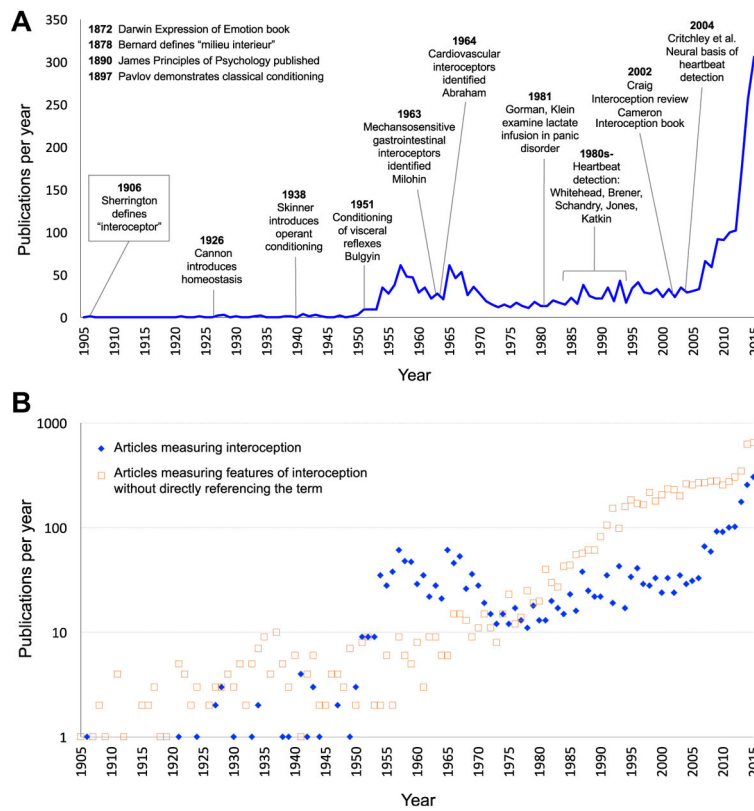 A
350
300
250
200
150
100
50
0
Publications per year
1872 Darwin Expression of Emotion book
1878 Bernard defines “milieu interieur”
1890 James Principles of Psychology published
1897 Pavlov demonstrates classical conditioning
1906
Sherrington
defines
“interoceptor”
1926
Cannon
introduces
homeostasis
1938
Skinner
introduces
operant
conditioning
1951
Conditioning
of visceral
reflexes
Bulgyin
1963
Mechansosensitive
gastrointestinal
interoceptors
identified
Milohin
1964
Cardiovascular
interoceptors
identified
Abraham
1981
Gorman, Klein
examine lactate
infusion in panic
disorder
1980s-
Heartbeat
detection:
Whitehead, Brener,
Schandry, Jones,
Katkin
2002
Craig
Interoception review
Cameron
Interoception book
2004
Critchley et al.
Neural basis of
heartbeat
detection
1905
1910
1915
1920
1925
1930
1935
1940
1945
1950
1955
1960
1965
1970
1975
1980
1985
1990
1995
2000
2005
2010
2015
Year
B
1000
100
10
1
Publications per year
Articles measuring interoception
Articles measuring features of interoception
without directly referencing the term
1905
1910
1915
1920
1925
1930
1935
1940
1945
1950
1955
1960
1965
1970
1975
1980
1985
1990
1995
2000
2005
2010
2015
Year